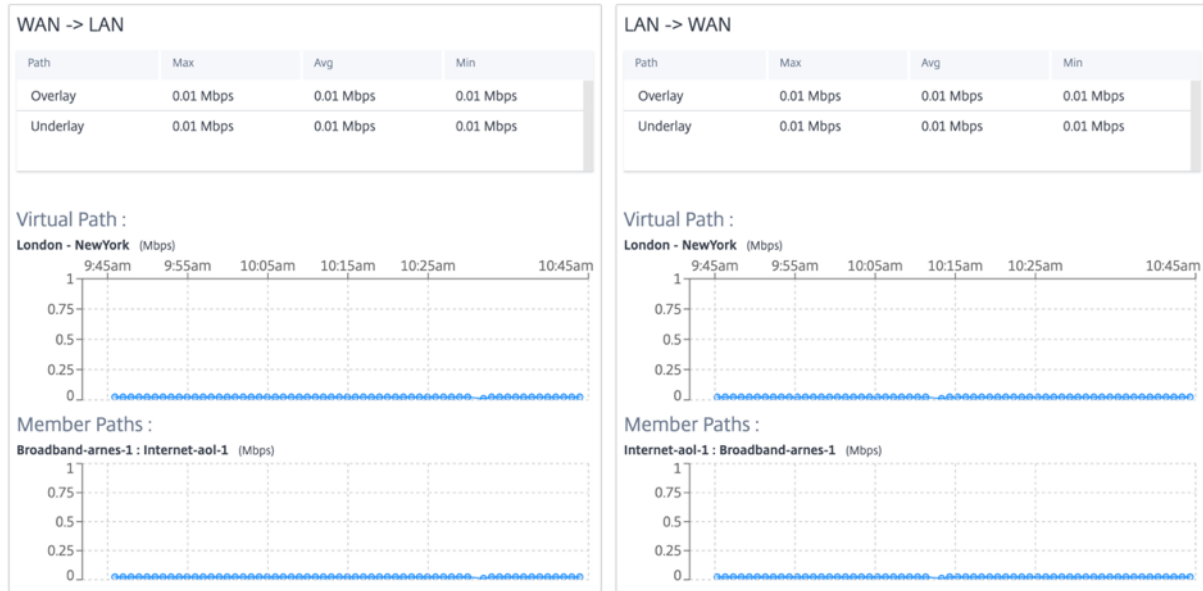 WAN -> LAN
Path Max Avg Min
Overlay 0.01 Mbps 0.01 Mbps 0.01 Mbps
Underlay 0.01 Mbps 0.01 Mbps 0.01 Mbps
Virtual Path :
London - NewYork (Mbps)
9:45am 9:55am 10:05am 10:15am 10:25am 10:45am
1
0.75
0.5
0.25
0
Member Paths :
Broadband-arnes-1 : Internet-aol-1 (Mbps)
1
0.75
0.5
0.25
0
LAN -> WAN
Path Max Avg Min
Overlay 0.01 Mbps 0.01 Mbps 0.01 Mbps
Underlay 0.01 Mbps 0.01 Mbps 0.01 Mbps
Virtual Path :
London - NewYork (Mbps)
9:45am 9:55am 10:05am 10:15am 10:25am 10:45am
1
0.75
0.5
0.25
0
Member Paths :
Internet-aol-1 : Broadband-arnes-1 (Mbps)
1
0.75
0.5
0.25
0